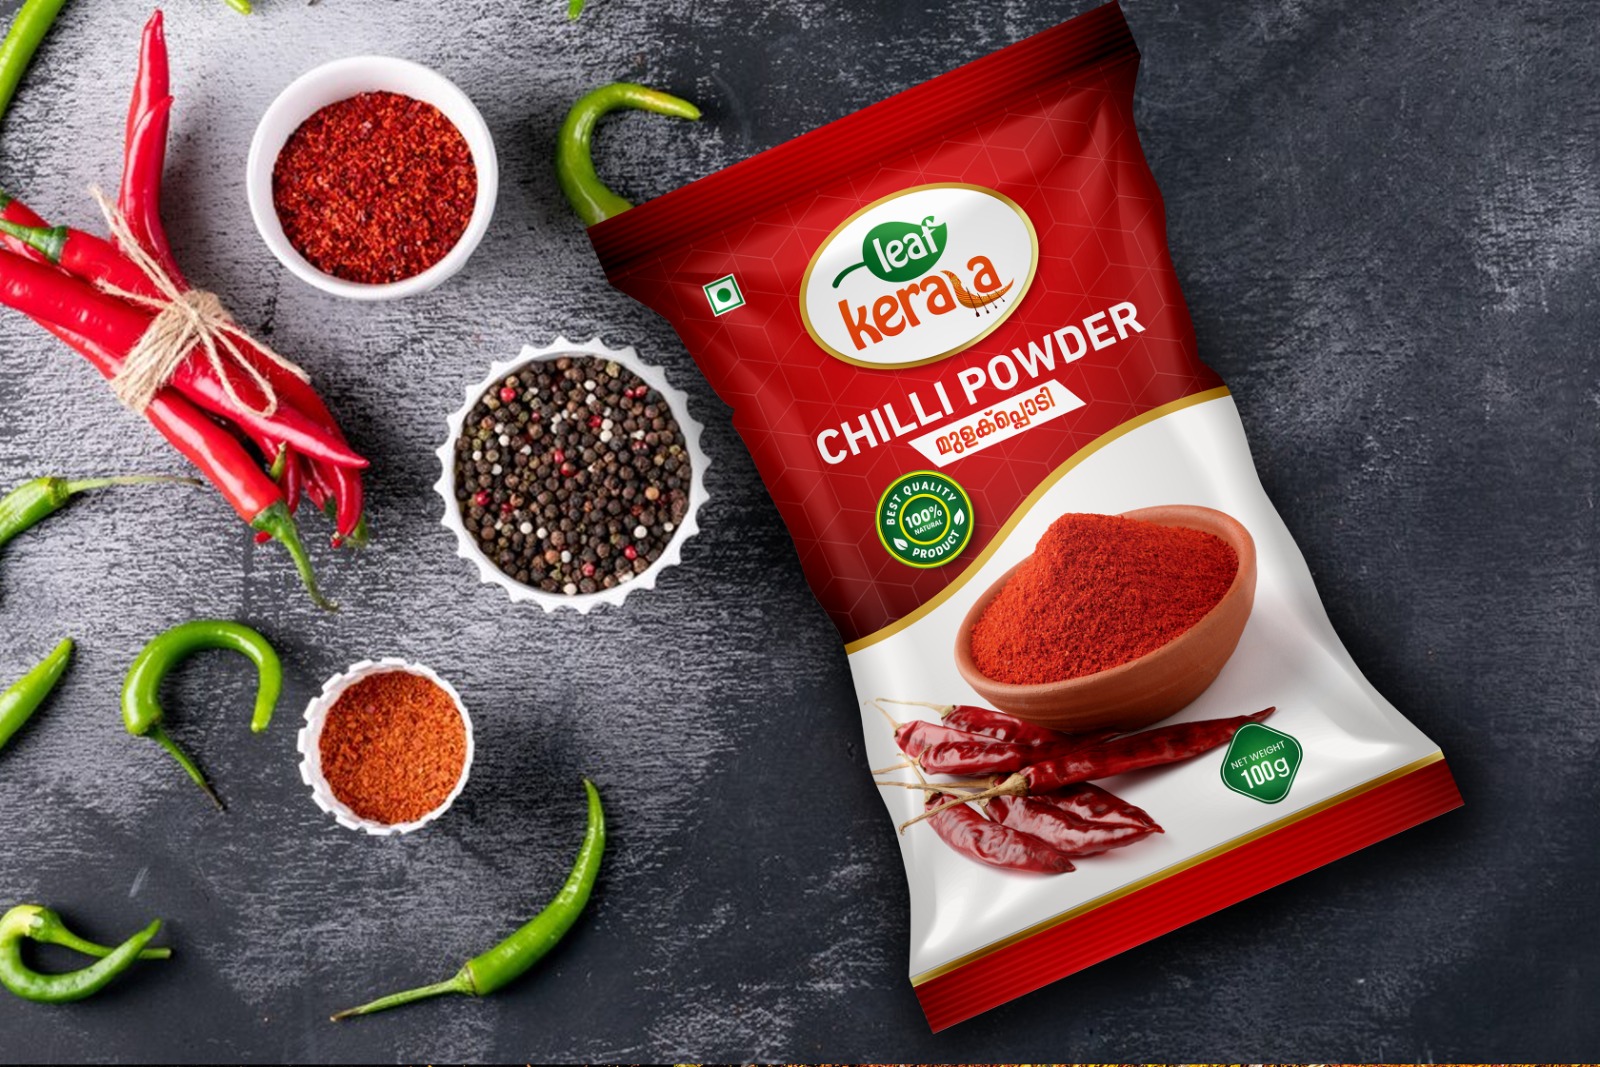 leaf
kerala
CHILLI POWDER
മുളക്പ്പൊടി
BEST QUALITY
100%
NATURAL
PRODUCT
NET WEIGHT
100g